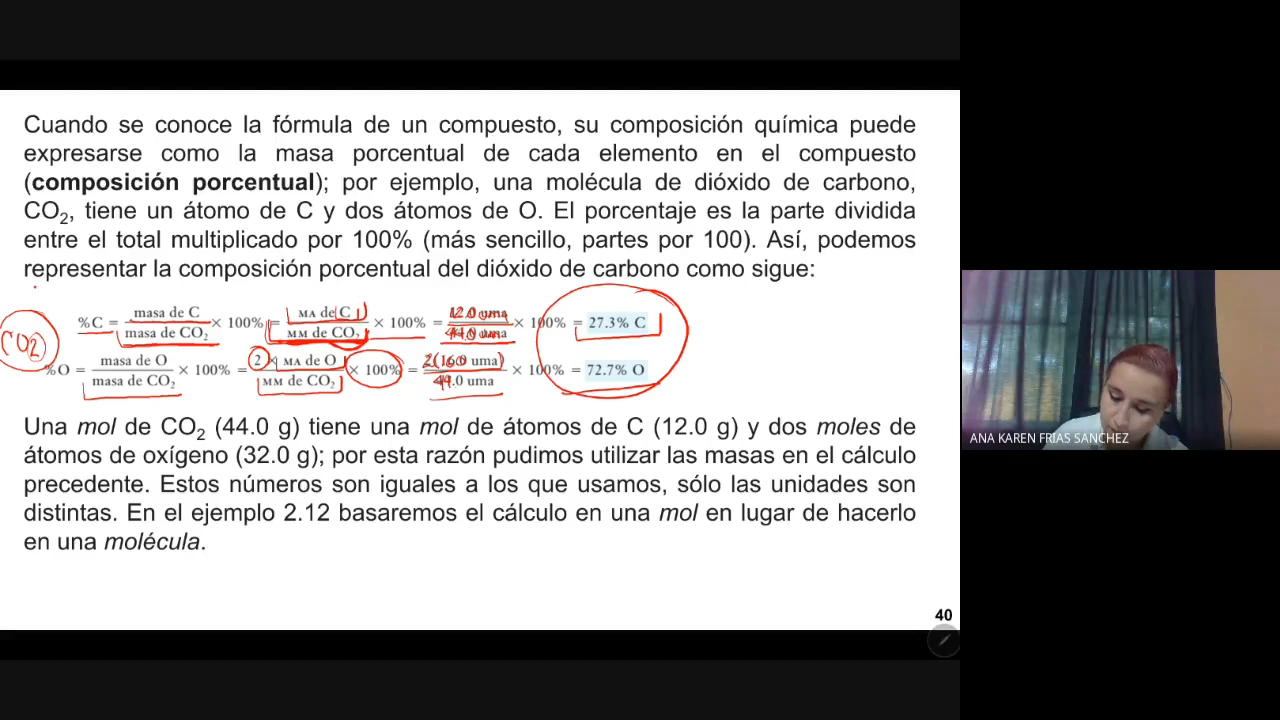 Cuando se conoce la fórmula de un compuesto, su composición química puede
expresarse como la masa porcentual de cada elemento en el compuesto
(composición porcentual); por ejemplo, una molécula de dióxido de carbono,
CO₂, tiene un átomo de C y dos átomos de O. El porcentaje es la parte dividida
entre el total multiplicado por 100% (más sencillo, partes por 100). Así, podemos
representar la composición porcentual del dióxido de carbono como sigue:
%C = masa de C / masa de CO₂ × 100% = MA de C / MM de CO₂ × 100% = 12.0 uma / 44.0 uma × 100% = 27.3% C
CO₂
%O = masa de O / masa de CO₂ × 100% = 2 × MA de O / MM de CO₂ × 100% = 2(16.0 uma) / 44.0 uma × 100% = 72.7% O
Una mol de CO₂ (44.0 g) tiene una mol de átomos de C (12.0 g) y dos moles de
átomos de oxígeno (32.0 g); por esta razón pudimos utilizar las masas en el cálculo
precedente. Estos números son iguales a los que usamos, sólo las unidades son
distintas. En el ejemplo 2.12 basaremos el cálculo en una mol en lugar de hacerlo
en una molécula.
40
ANA KAREN FRIAS SANCHEZ